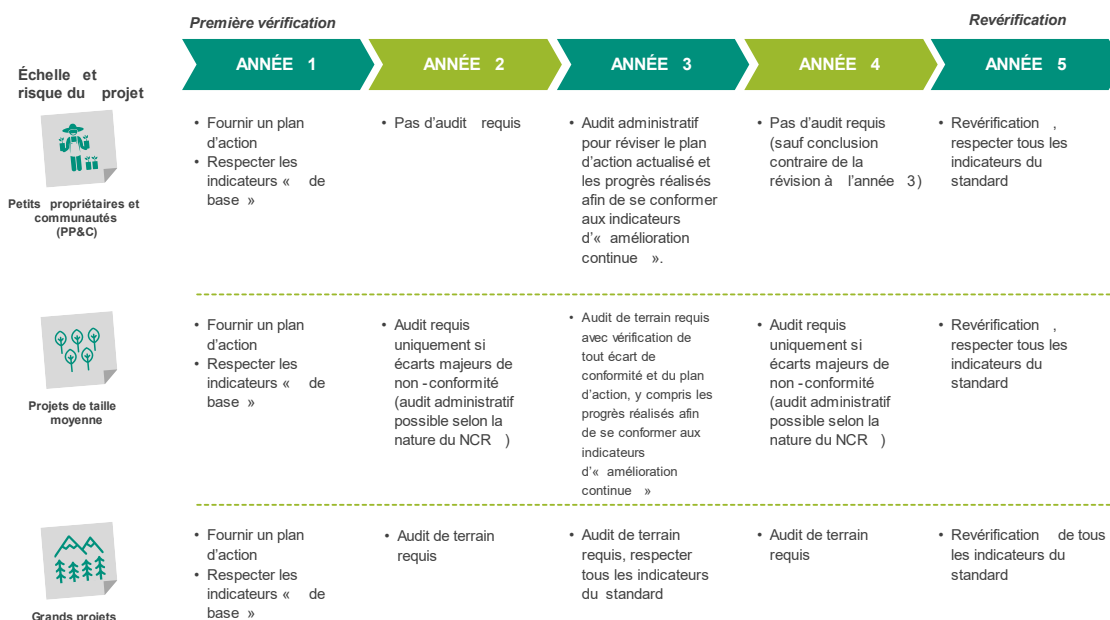 Première vérification
Revérification
ANNÉE 1
ANNÉE 2
ANNÉE 3
ANNÉE 4
ANNÉE 5
Échelle et
risque du projet
Petits propriétaires et
communautés
(PP&C)
• Fournir un plan
d’action
• Respecter les
indicateurs « de
base »
• Pas d’audit requis
• Audit administratif
pour réviser le plan
d’action actualisé et
les progrès réalisés
afin de se conformer
aux indicateurs
d’« amélioration
continue ».
• Pas d’audit requis
(sauf conclusion
contraire de la
révision à l’année 3)
• Revérification ,
respecter tous les
indicateurs du
standard
Projets de taille
moyenne
• Fournir un plan
d’action
• Respecter les
indicateurs « de
base »
• Audit requis
uniquement si
écarts majeurs de
non -conformité
(audit administratif
possible selon la
nature du NCR )
• Audit de terrain requis
avec vérification de
tout écart de
conformité et du plan
d’action, y compris les
progrès réalisés afin
de se conformer aux
indicateurs
d’« amélioration
continue »
• Audit requis
uniquement si
écarts majeurs de
non -conformité
(audit administratif
possible selon la
nature du NCR )
• Revérification ,
respecter tous les
indicateurs du
standard
Grands projets
• Fournir un plan
d’action
• Respecter les
indicateurs « de
base »
• Audit de terrain
requis
• Audit de terrain
requis, respecter
tous les indicateurs
du standard
• Audit de terrain
requis
• Revérification de tous
les indicateurs du
standard